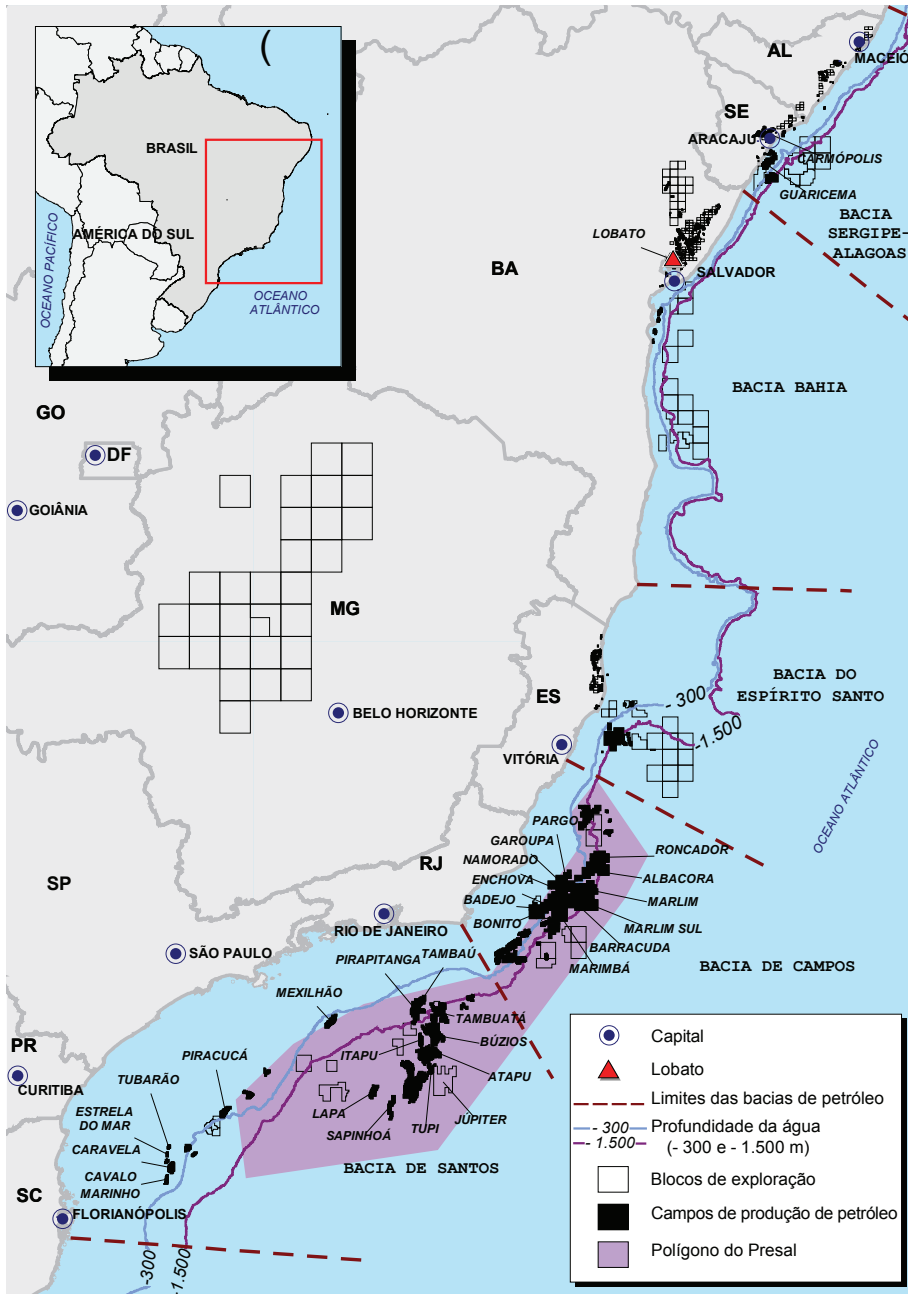 (
BRASIL
AMÉRICA DO SUL
OCEANO PACÍFICO
OCEANO
ATLÂNTICO
AL
MACEIÓ
SE
ARACAJU
CARMÓPOLIS
GUARICEMA
BACIA
SERGIPE-
ALAGOAS
LOBATO
SALVADOR
BA
BACIA BAHIA
GO
DF
GOIÂNIA
MG
BELO HORIZONTE
ES
VITÓRIA
BACIA DO
ESPÍRITO SANTO
- 300
-1.500
OCEANO ATLÂNTICO
PARGO
GAROUPA
NAMORADO
ENCHOVA
BADEJO
BONITO
RONCADOR
ALBACORA
MARLIM
MARLIM SUL
BARRACUDA
MARIMBÁ
BACIA DE CAMPOS
RJ
RIO DE JANEIRO
SP
SÃO PAULO
TAMBAÚ
PIRAPITANGA
MEXILHÃO
TAMBUATÁ
BÚZIOS
ITAPU
ATAPU
PIRACUCÁ
LAPA
SAPINHOÁ
TUPI
JÚPITER
BACIA DE SANTOS
PR
CURITIBA
TUBARÃO
ESTRELA
DO MAR
CARAVELA
CAVALO
MARINHO
SC
FLORIANÓPOLIS
-300
-1.500
Capital
Lobato
Limites das bacias de petróleo
- 300
- 1.500
Profundidade da água
(- 300 e - 1.500 m)
Blocos de exploração
Campos de produção de petróleo
Polígono do Presal